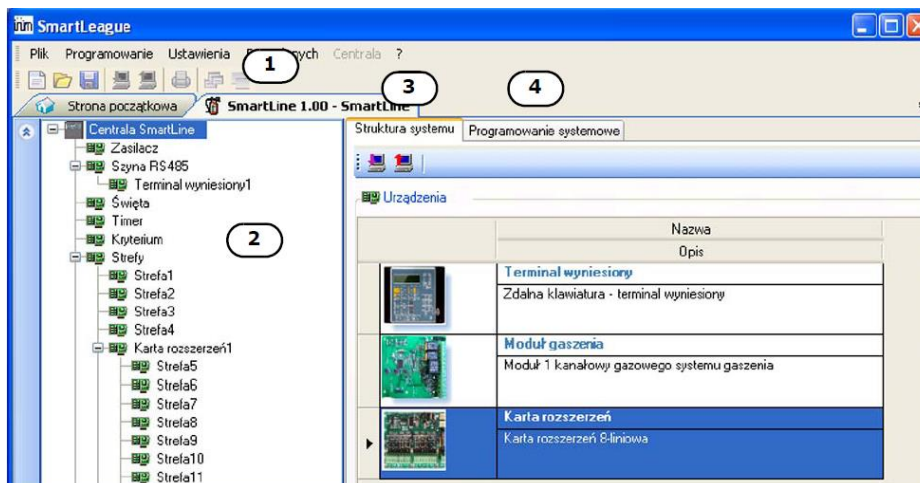 inim SmartLeague
Plik Programowanie Ustawienia Centrala ?
1
3
4
Strona początkowa SmartLine 1.00 - SmartLine
Centrala SmartLine
Zasilacz
Szyna RS485
Terminal wyniesiony1
Święta
Timer
Kryterium
2
Strefy
Strefa1
Strefa2
Strefa3
Strefa4
Karta rozszerzeń1
Strefa5
Strefa6
Strefa7
Strefa8
Strefa9
Strefa10
Strefa11
Struktura systemu Programowanie systemowe
Urządzenia
Nazwa
Opis
Terminal wyniesiony
Zdalna klawiatura - terminal wyniesiony
Moduł gaszenia
Moduł 1 kanałowy gazowego systemu gaszenia
Karta rozszerzeń
Karta rozszerzeń 8-liniowa